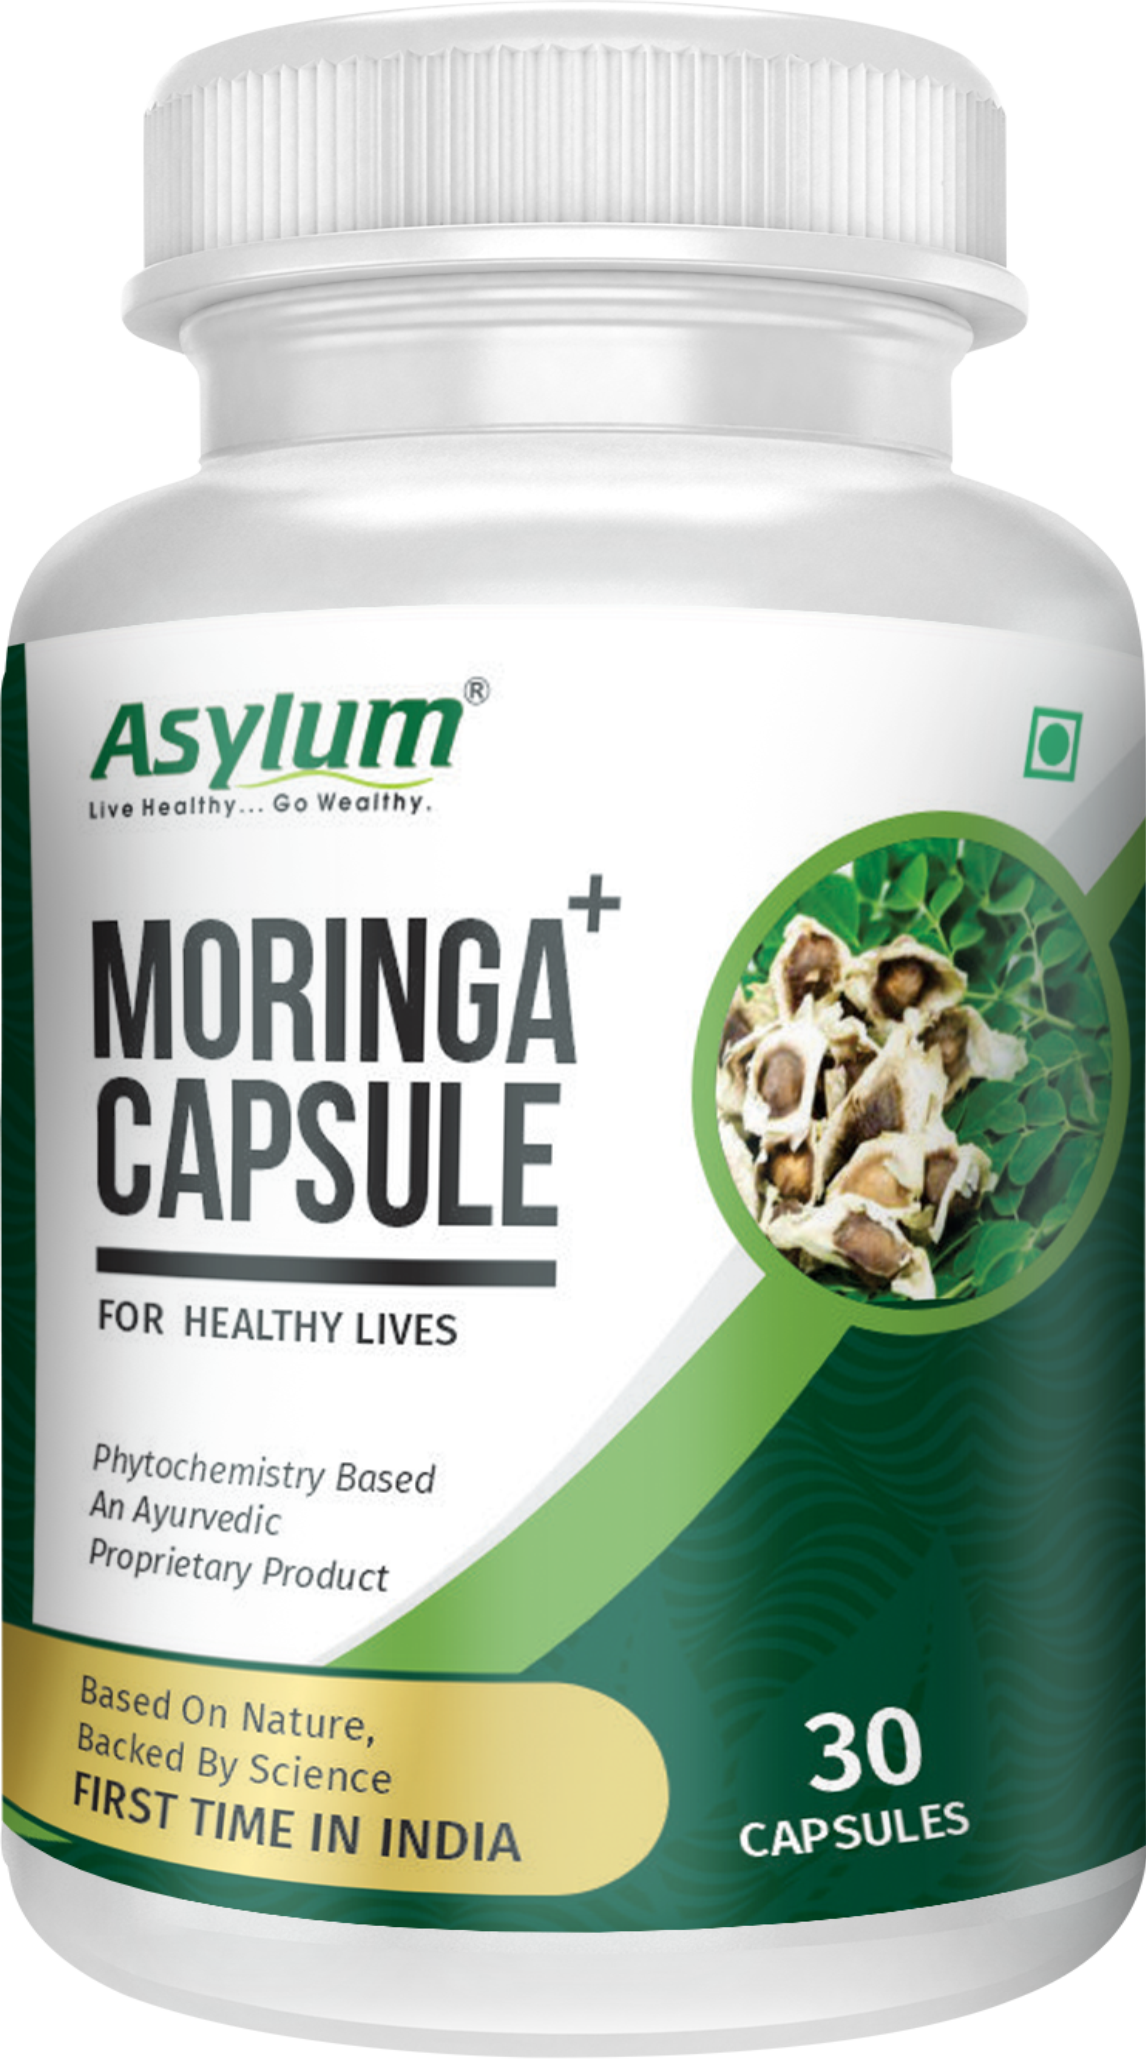 Asylum®
Live Healthy... Go Wealthy.
MORINGA+
CAPSULE
FOR HEALTHY LIVES
Phytochemistry Based
An Ayurvedic
Proprietary Product
Based On Nature,
Backed By Science
FIRST TIME IN INDIA
30
CAPSULES